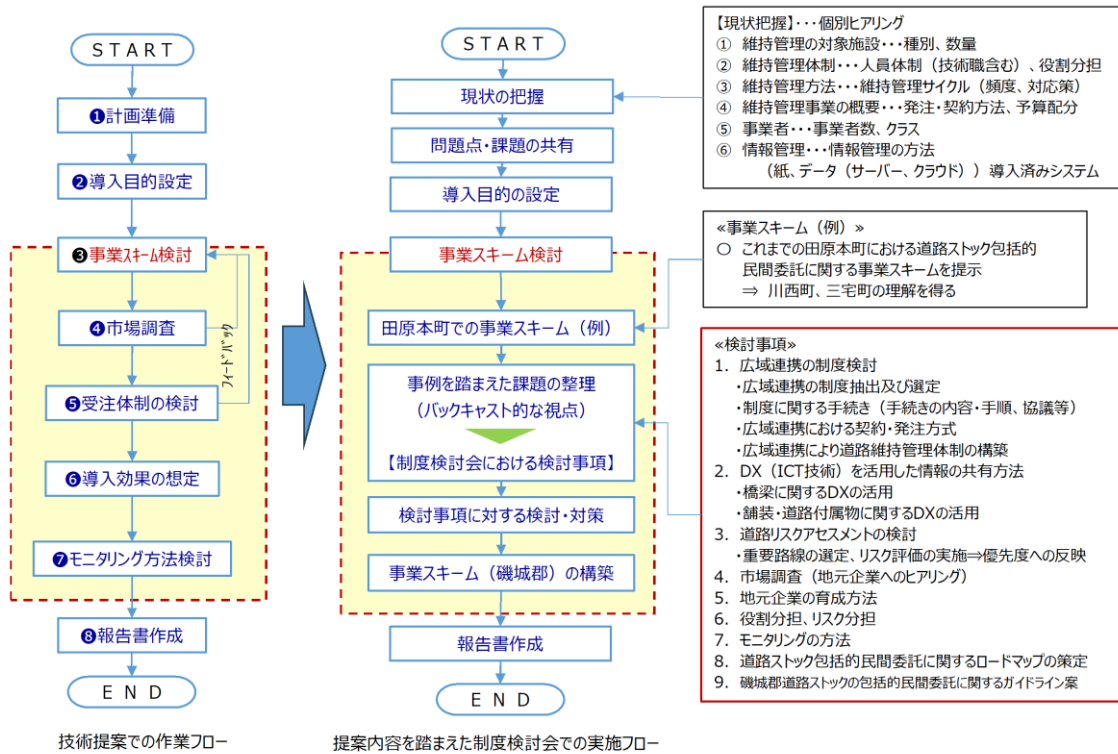 START
❶計画準備
❷導入目的設定
❸事業スキーム検討
❹市場調査
フィードバック
❺受注体制の検討
❻導入効果の想定
❼モニタリング方法検討
❽報告書作成
END
技術提案での作業フロー
START
現状の把握
問題点・課題の共有
導入目的の設定
事業スキーム検討
田原本町での事業スキーム（例）
事例を踏まえた課題の整理
（バックキャスト的な視点）
【制度検討会における検討事項】
検討事項に対する検討・対策
事業スキーム（磯城郡）の構築
報告書作成
END
提案内容を踏まえた制度検討会での実施フロー
【現状把握】・・・個別ヒアリング
① 維持管理の対象施設・・・種別、数量
② 維持管理体制・・・人員体制（技術職含む）、役割分担
③ 維持管理方法・・・維持管理サイクル（頻度、対応策）
④ 維持管理事業の概要・・・発注・契約方法、予算配分
⑤ 事業者・・・事業者数、クラス
⑥ 情報管理・・・情報管理の方法
（紙、データ（サーバー、クラウド））導入済みシステム
≪事業スキーム（例）≫
○ これまでの田原本町における道路ストック包括的
民間委託に関する事業スキームを提示
⇒ 川西町、三宅町の理解を得る
≪検討事項≫
1. 広域連携の制度検討
・広域連携の制度抽出及び選定
・制度に関する手続き（手続きの内容・手順、協議等）
・広域連携における契約・発注方式
・広域連携により道路維持管理体制の構築
2. DX（ICT技術）を活用した情報の共有方法
・橋梁に関するDXの活用
・舗装・道路付属物に関するDXの活用
3. 道路リスクアセスメントの検討
・重要路線の選定、リスク評価の実施⇒優先度への反映
4. 市場調査（地元企業へのヒアリング）
5. 地元企業の育成方法
6. 役割分担、リスク分担
7. モニタリングの方法
8. 道路ストック包括的民間委託に関するロードマップの策定
9. 磯城郡道路ストックの包括的民間委託に関するガイドライン案